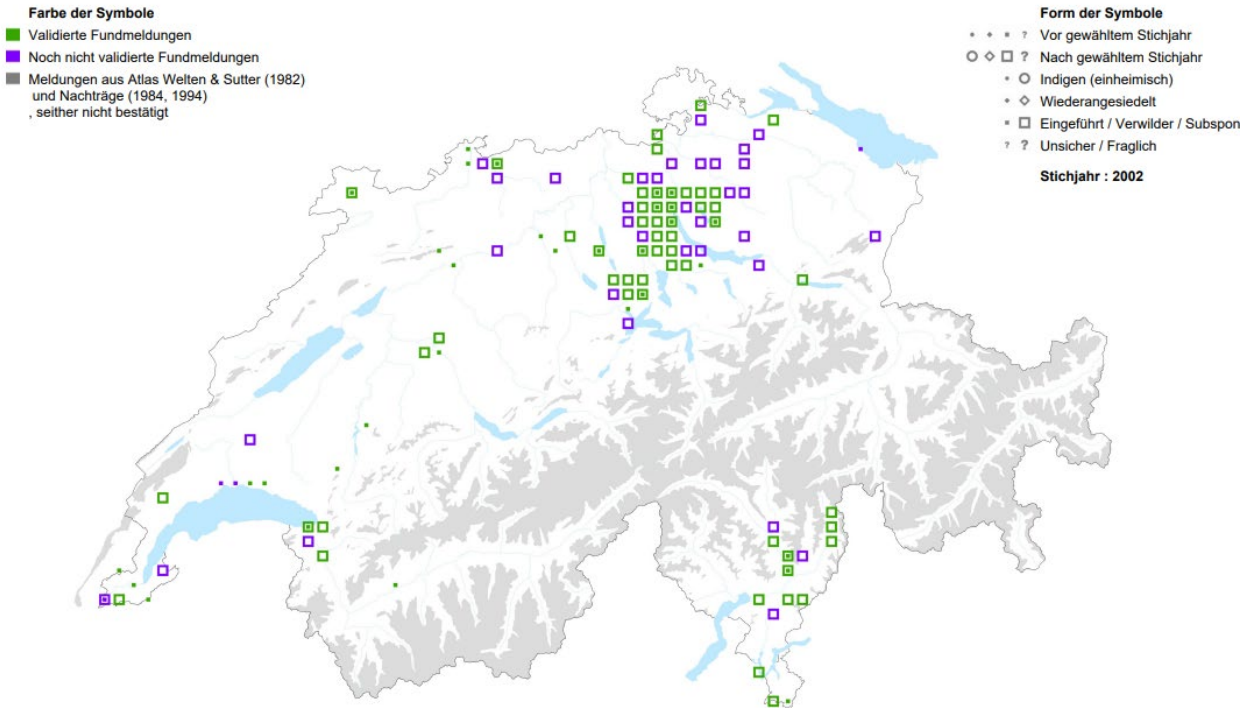 Farbe der Symbole
Validierte Fundmeldungen
Noch nicht validierte Fundmeldungen
Meldungen aus Atlas Welten & Sutter (1982)
und Nachträge (1984, 1994)
, seither nicht bestätigt
Form der Symbole
? Vor gewähltem Stichjahr
? Nach gewähltem Stichjahr
Indigen (einheimisch)
Wiederangesiedelt
Eingeführt / Verwilder / Subspon
? ? Unsicher / Fraglich
Stichjahr : 2002